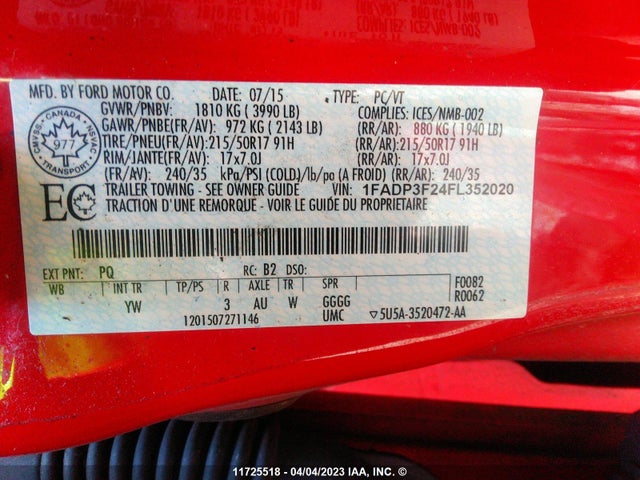 MFD. BY FORD MOTOR CO. DATE: 07/15 TYPE: PC/VT
GVWR/PNBV: 1810 KG ( 3990 LB) COMPLIES: ICES/NMB-002
GAWR/PNBE(FR/AV): 972 KG ( 2143 LB) (RR/AR): 880 KG ( 1940 LB)
TIRE/PNEU(FR/AV): 215/50R17 91H (RR/AR): 215/50R17 91H
RIM/JANTE(FR/AV): 17x7.0J (RR/AR): 17x7.0J
(FR/AV): 240/35 kPa/PSI (COLD)/lb/po (A FROID) (RR/AR): 240/35
TRAILER TOWING - SEE OWNER GUIDE VIN: 1FADP3F24FL352020
TRACTION D'UNE REMORQUE - VOIR LE GUIDE DU PROPRIETAIRE
CANADA
CMVSS NSVAC
977
TRANSPORT
EC
EXT PNT: PQ RC: B2 DSO:
WB INT TR TP/PS R AXLE TR SPR F0082
YW 3 AU W GGGG R0062
1201507271146 UMC 5U5A-3520472-AA
11725518 - 04/04/2023 IAA, INC. ©